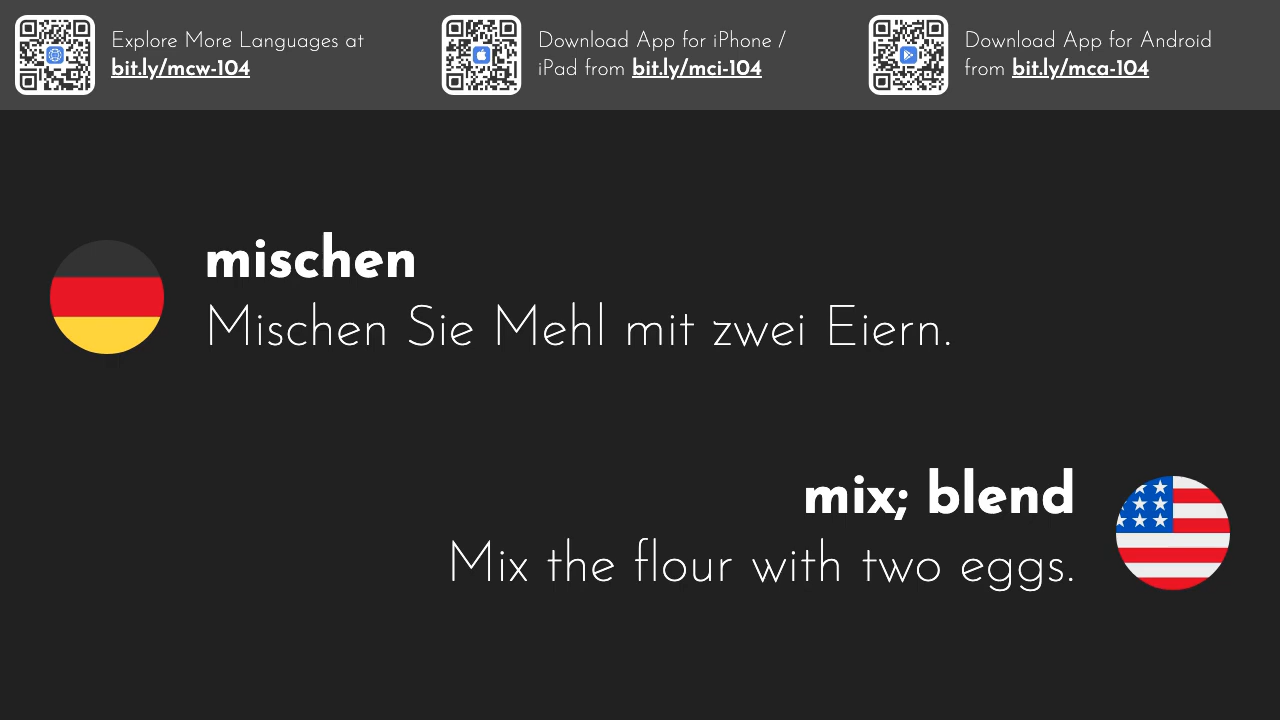 Explore More Languages at
bit.ly/mcw-104
Download App for iPhone /
iPad from bit.ly/mci-104
Download App for Android
from bit.ly/mca-104
mischen
Mischen Sie Mehl mit zwei Eiern.
mix; blend
Mix the flour with two eggs.